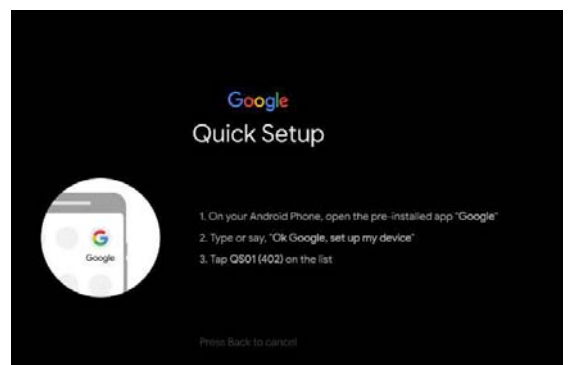 Google
Quick Setup
1. On your Android Phone, open the pre-installed app "Google"
2. Type or say, "Ok Google, set up my device"
3. Tap QS01 (402) on the list
G
Google
Press Back to cancel